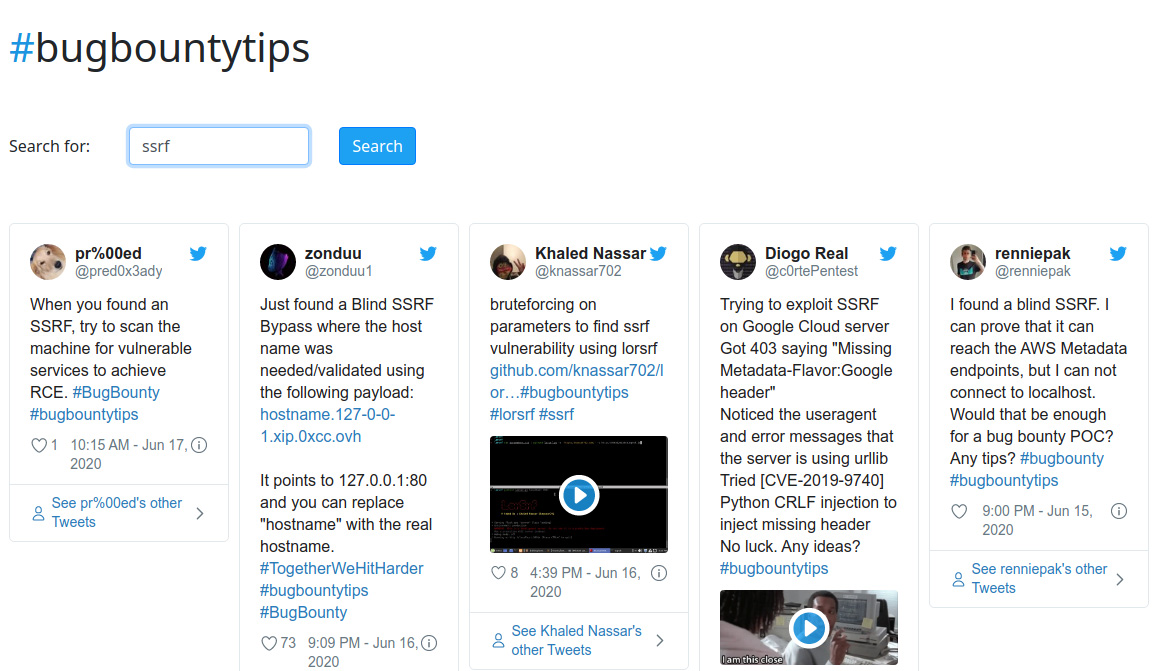 #bugbountytips
Search for:
ssrf
Search
pr%00ed
@pred0x3ady
When you found an
SSRF, try to scan the
machine for vulnerable
services to achieve
RCE. #BugBounty
#bugbountytips
1 10:15 AM - Jun 17,
2020
See pr%00ed's other
Tweets
zonduu
@zonduu1
Just found a Blind SSRF
Bypass where the host
name was
needed/validated using
the following payload:
hostname.127-0-0-
1.xip.0xcc.ovh
It points to 127.0.0.1:80
and you can replace
"hostname" with the real
hostname.
#TogetherWeHitHarder
#bugbountytips
#BugBounty
73 9:09 PM - Jun 16,
2020
Khaled Nassar
@knassar702
bruteforcing on
parameters to find ssrf
vulnerability using lorsrf
github.com/knassar702/l
or…#bugbountytips
#lorsrf #ssrf
8 4:39 PM - Jun 16,
2020
See Khaled Nassar's
other Tweets
Diogo Real
@c0rtePentest
Trying to exploit SSRF
on Google Cloud server
Got 403 saying "Missing
Metadata-Flavor:Google
header"
Noticed the useragent
and error messages that
the server is using urllib
Tried [CVE-2019-9740]
Python CRLF injection to
inject missing header
No luck. Any ideas?
#bugbountytips
I am this close
renniepak
@renniepak
I found a blind SSRF. I
can prove that it can
reach the AWS Metadata
endpoints, but I can not
connect to localhost.
Would that be enough
for a bug bounty POC?
Any tips? #bugbounty
#bugbountytips
9:00 PM - Jun 15,
2020
See renniepak's other
Tweets